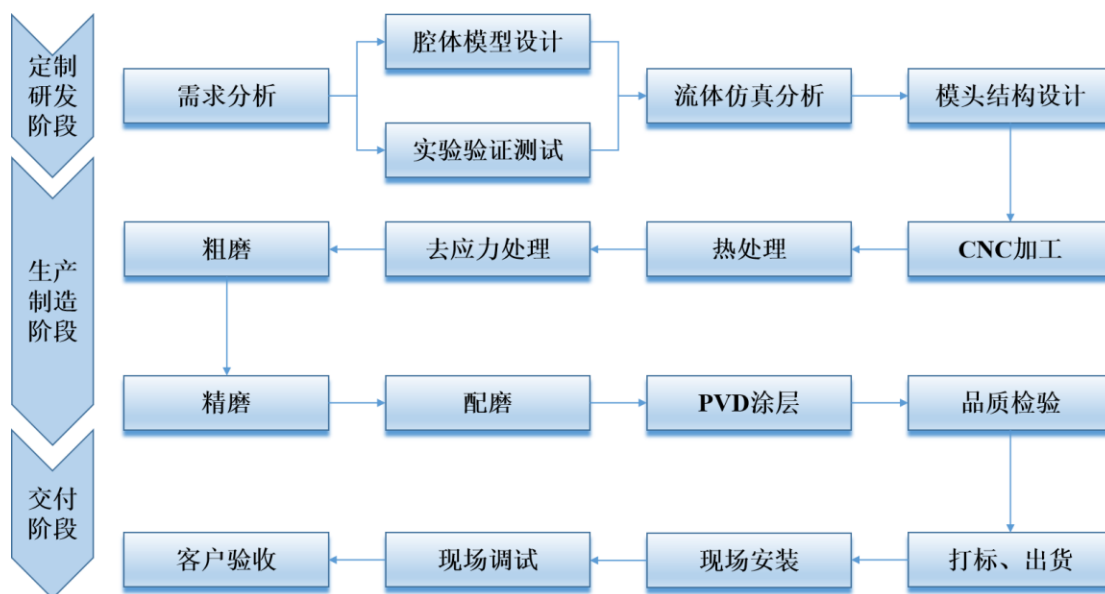 定制
研发
阶段
需求分析
腔体模型设计
实验验证测试
流体仿真分析
模头结构设计
生产
制造
阶段
粗磨
去应力处理
热处理
CNC加工
精磨
配磨
PVD涂层
品质检验
交付
阶段
客户验收
现场调试
现场安装
打标、出货